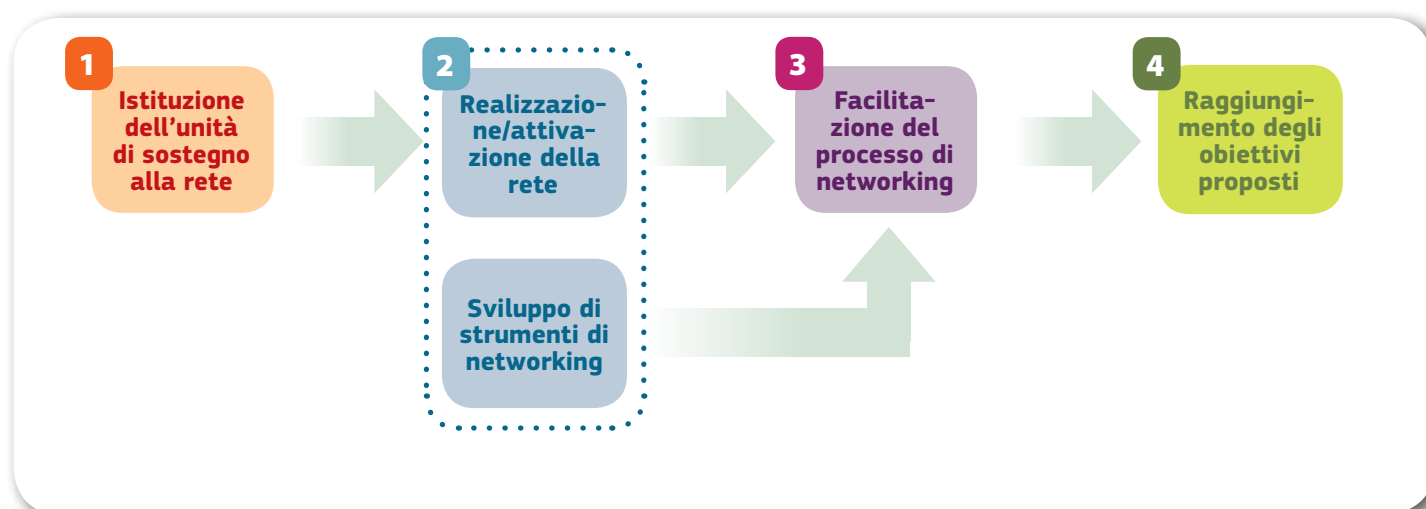 1
Istituzione
dell'unità
di sostegno
alla rete
2
Realizzazio-
ne/attiva-
zione della
rete
Sviluppo di
strumenti di
networking
3
Facilita-
zione del
processo di
networking
4
Raggiungi-
mento degli
obiettivi
proposti